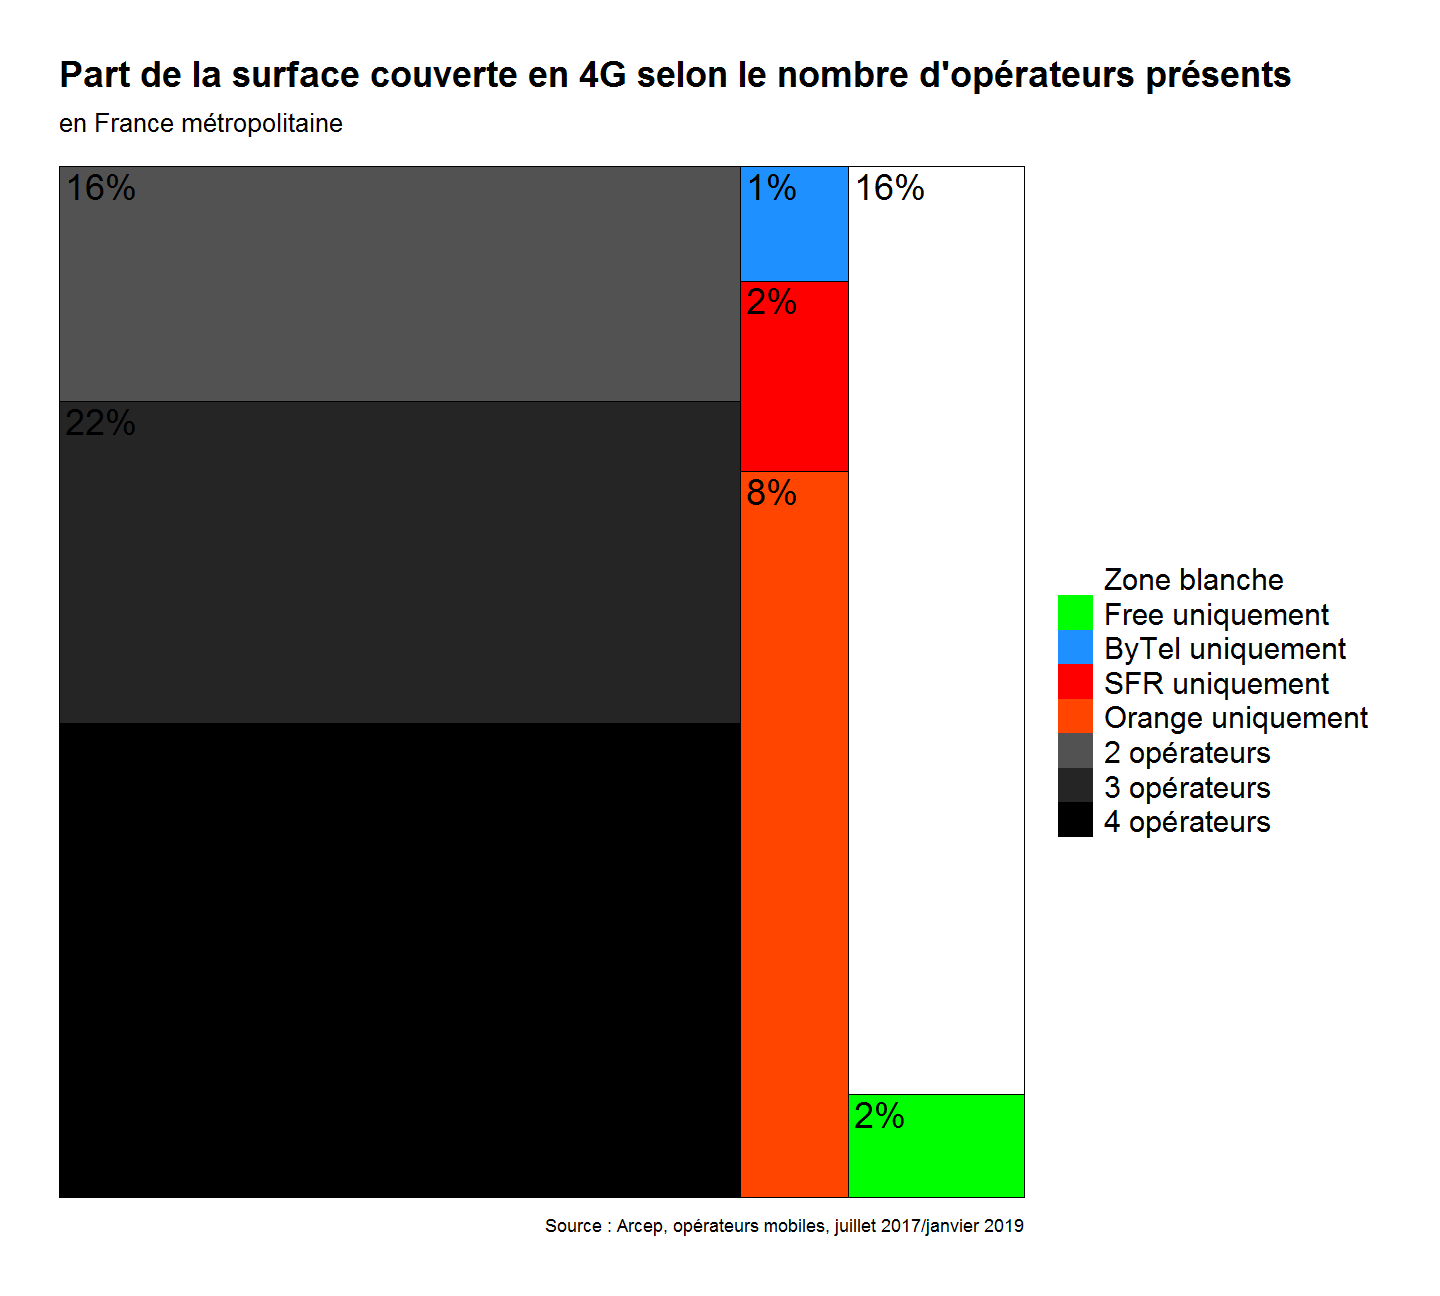 Part de la surface couverte en 4G selon le nombre d'opérateurs présents
en France métropolitaine
16%
1%
16%
2%
22%
8%
2%
Zone blanche
Free uniquement
ByTel uniquement
SFR uniquement
Orange uniquement
2 opérateurs
3 opérateurs
4 opérateurs
Source : Arcep, opérateurs mobiles, juillet 2017/janvier 2019